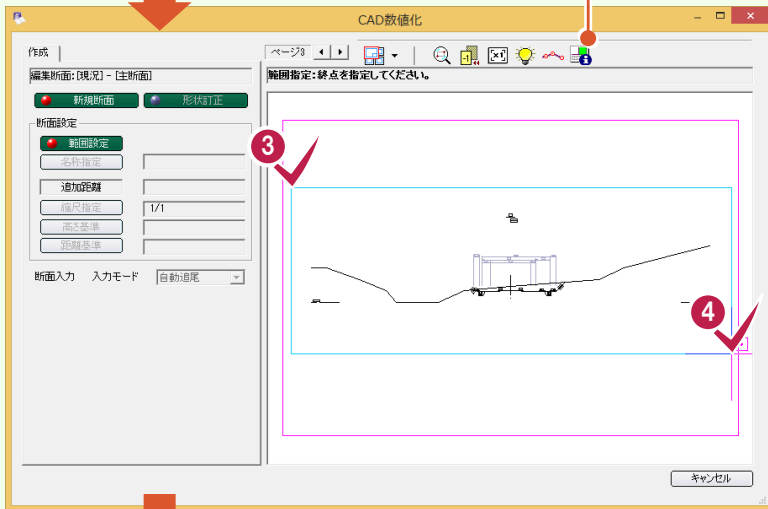 CAD数値化
作成
ページ3
編集断面:[現況] - [主断面]
範囲指定:終点を指定してください。
新規断面
形状訂正
断面設定
範囲設定
名称指定
追加距離
縮尺指定
1/1
高さ基準
距離基準
断面入力 入力モード 自動追尾
3
4
キャンセル